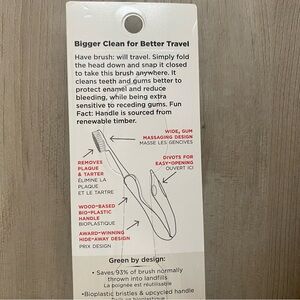 Bigger Clean for Better Travel
Have brush: will travel. Simply fold
the head down and snap it closed
to take this brush anywhere. It
cleans teeth and gums better to
protect enamel and reduce
bleeding, while being extra
sensitive to receding gums. Fun
Fact: Handle is sourced from
renewable timber.
WIDE, GUM
MASSAGING DESIGN
MASSE LES GENCIVES
REMOVES
PLAQUE
& TARTER
ÉLIMINE LA
PLAQUE
ET LE TARTRE
DIVOTS FOR
EASY-OPENING
OUVERT ICI
WOOD-BASED
BIO-PLASTIC
HANDLE
BIOPLASTIQUE
AWARD-WINNING
HIDE-AWAY DESIGN
PRIX DESIGN
Green by design:
• Saves 93% of brush normally
thrown into landfills
La poignée est réutilisable
• Bioplastic bristles & upcycled handle